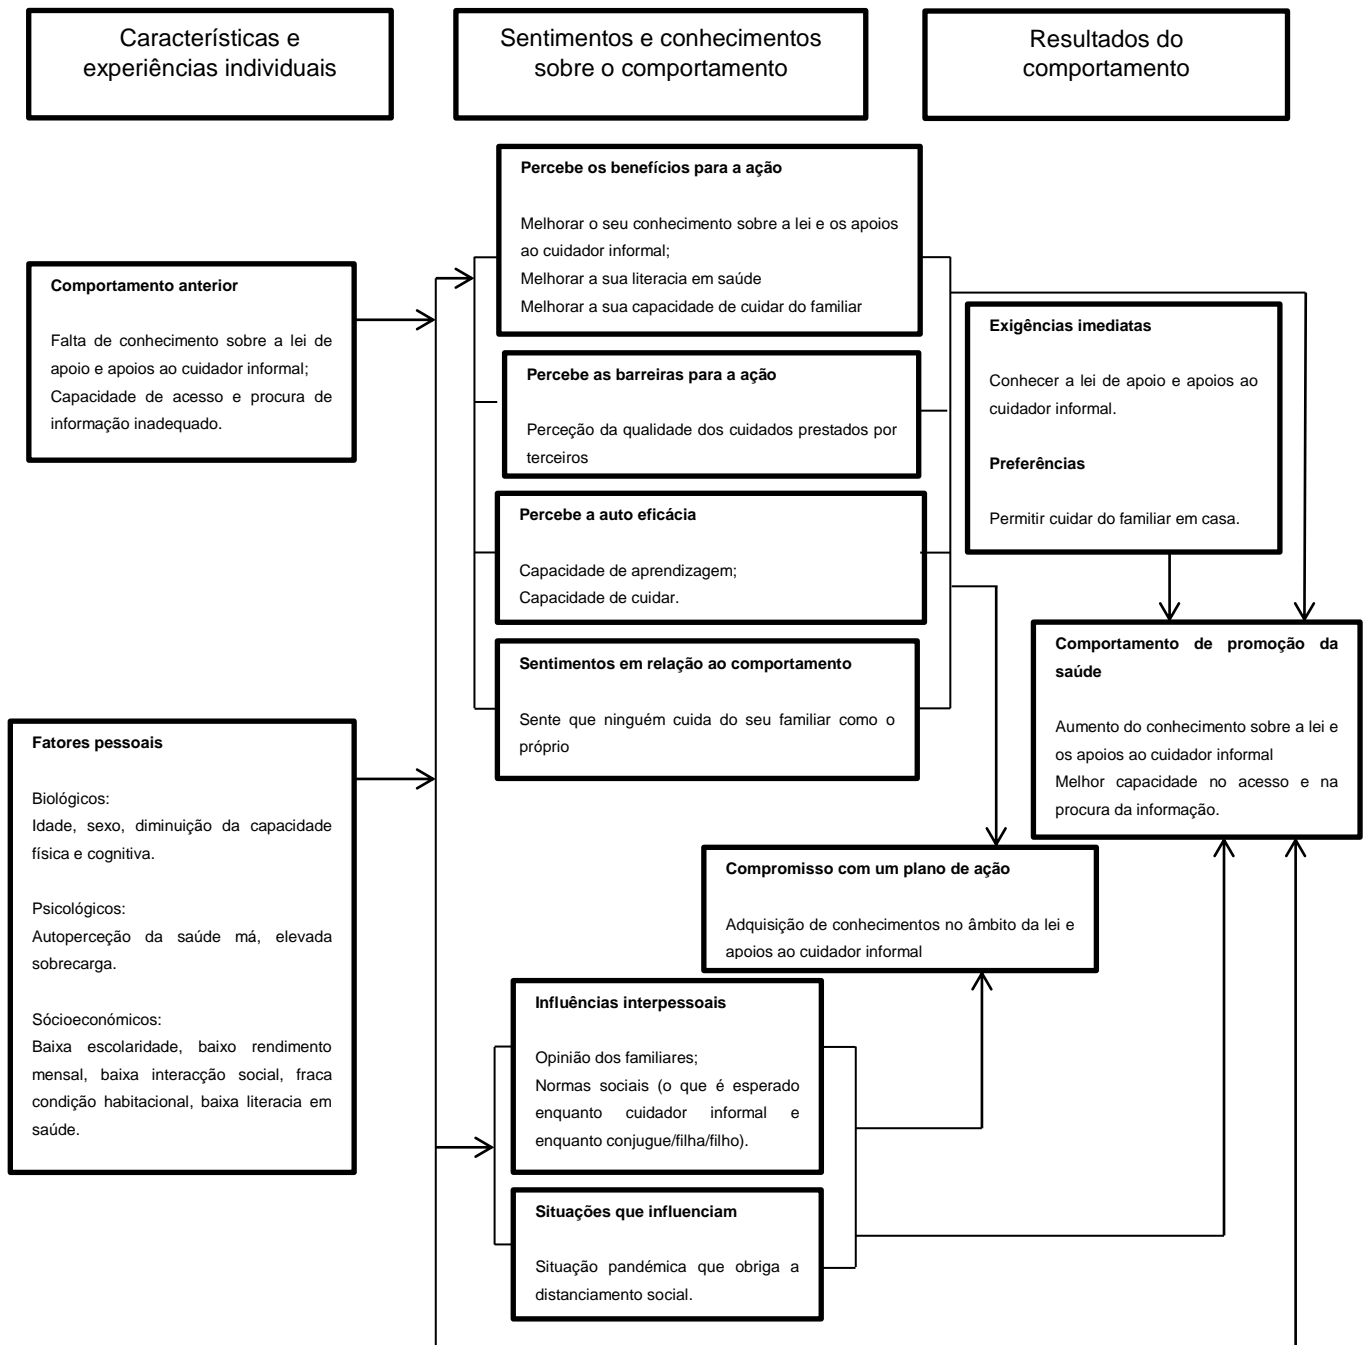 Características e
experiências individuais
Sentimentos e conhecimentos
sobre o comportamento
Resultados do
comportamento
Comportamento anterior
Falta de conhecimento sobre a lei de
apoio e apoios ao cuidador informal;
Capacidade de acesso e procura de
informação inadequado.
Fatores pessoais
Biológicos:
Idade, sexo, diminuição da capacidade
física e cognitiva.
Psicológicos:
Autoperceção da saúde má, elevada
sobrecarga.
Sócioeconómicos:
Baixa escolaridade, baixo rendimento
mensal, baixa interacção social, fraca
condição habitacional, baixa literacia em
saúde.
Percebe os benefícios para a ação
Melhorar o seu conhecimento sobre a lei e os apoios
ao cuidador informal;
Melhorar a sua literacia em saúde
Melhorar a sua capacidade de cuidar do familiar
Percebe as barreiras para a ação
Perceção da qualidade dos cuidados prestados por
terceiros
Percebe a auto eficácia
Capacidade de aprendizagem;
Capacidade de cuidar.
Sentimentos em relação ao comportamento
Sente que ninguém cuida do seu familiar como o
próprio
Compromisso com um plano de ação
Adquisição de conhecimentos no âmbito da lei e
apoios ao cuidador informal
Influências interpessoais
Opinião dos familiares;
Normas sociais (o que é esperado
enquanto cuidador informal e
enquanto conjugue/filha/filho).
Situações que influenciam
Situação pandémica que obriga a
distanciamento social.
Exigências imediatas
Conhecer a lei de apoio e apoios ao
cuidador informal.
Preferências
Permitir cuidar do familiar em casa.
Comportamento de promoção da
saúde
Aumento do conhecimento sobre a lei e
os apoios ao cuidador informal
Melhor capacidade no acesso e na
procura da informação.